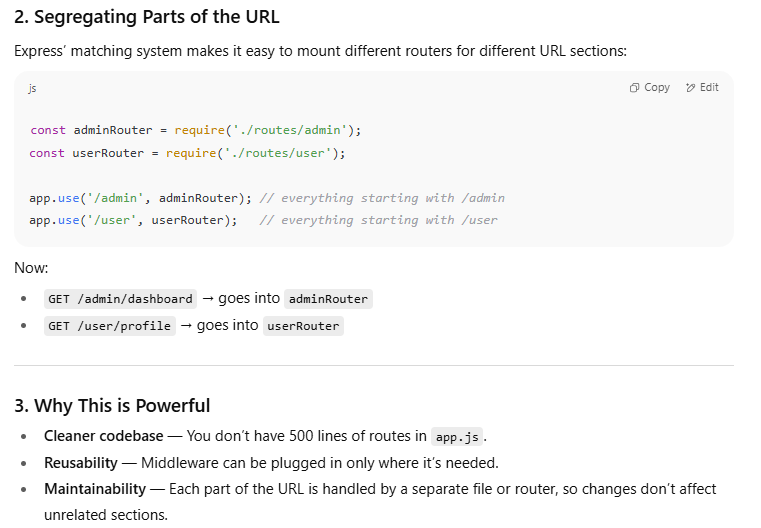 2. Segregating Parts of the URL
Express’ matching system makes it easy to mount different routers for different URL sections:
js
Copy
Edit
const adminRouter = require('./routes/admin');
const userRouter = require('./routes/user');
app.use('/admin', adminRouter); // everything starting with /admin
app.use('/user', userRouter);   // everything starting with /user
Now:
• GET /admin/dashboard → goes into adminRouter
• GET /user/profile → goes into userRouter
3. Why This is Powerful
• Cleaner codebase — You don’t have 500 lines of routes in app.js.
• Reusability — Middleware can be plugged in only where it’s needed.
• Maintainability — Each part of the URL is handled by a separate file or router, so changes don’t affect
unrelated sections.